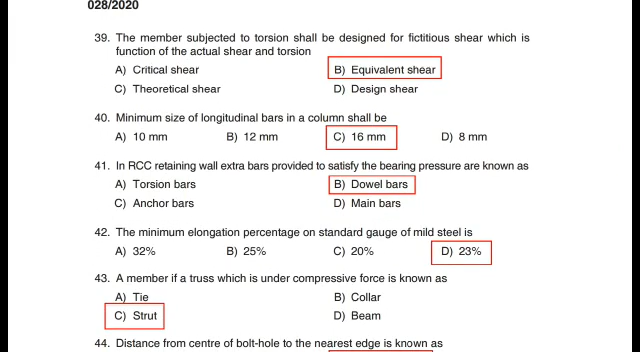 028/2020
39. The member subjected to torsion shall be designed for fictitious shear which is
function of the actual shear and torsion
A) Critical shear B) Equivalent shear
C) Theoretical shear D) Design shear
40. Minimum size of longitudinal bars in a column shall be
A) 10 mm B) 12 mm C) 16 mm D) 8 mm
41. In RCC retaining wall extra bars provided to satisfy the bearing pressure are known as
A) Torsion bars B) Dowel bars
C) Anchor bars D) Main bars
42. The minimum elongation percentage on standard gauge of mild steel is
A) 32% B) 25% C) 20% D) 23%
43. A member if a truss which is under compressive force is known as
A) Tie B) Collar
C) Strut D) Beam
44. Distance from centre of bolt-hole to the nearest edge is known as